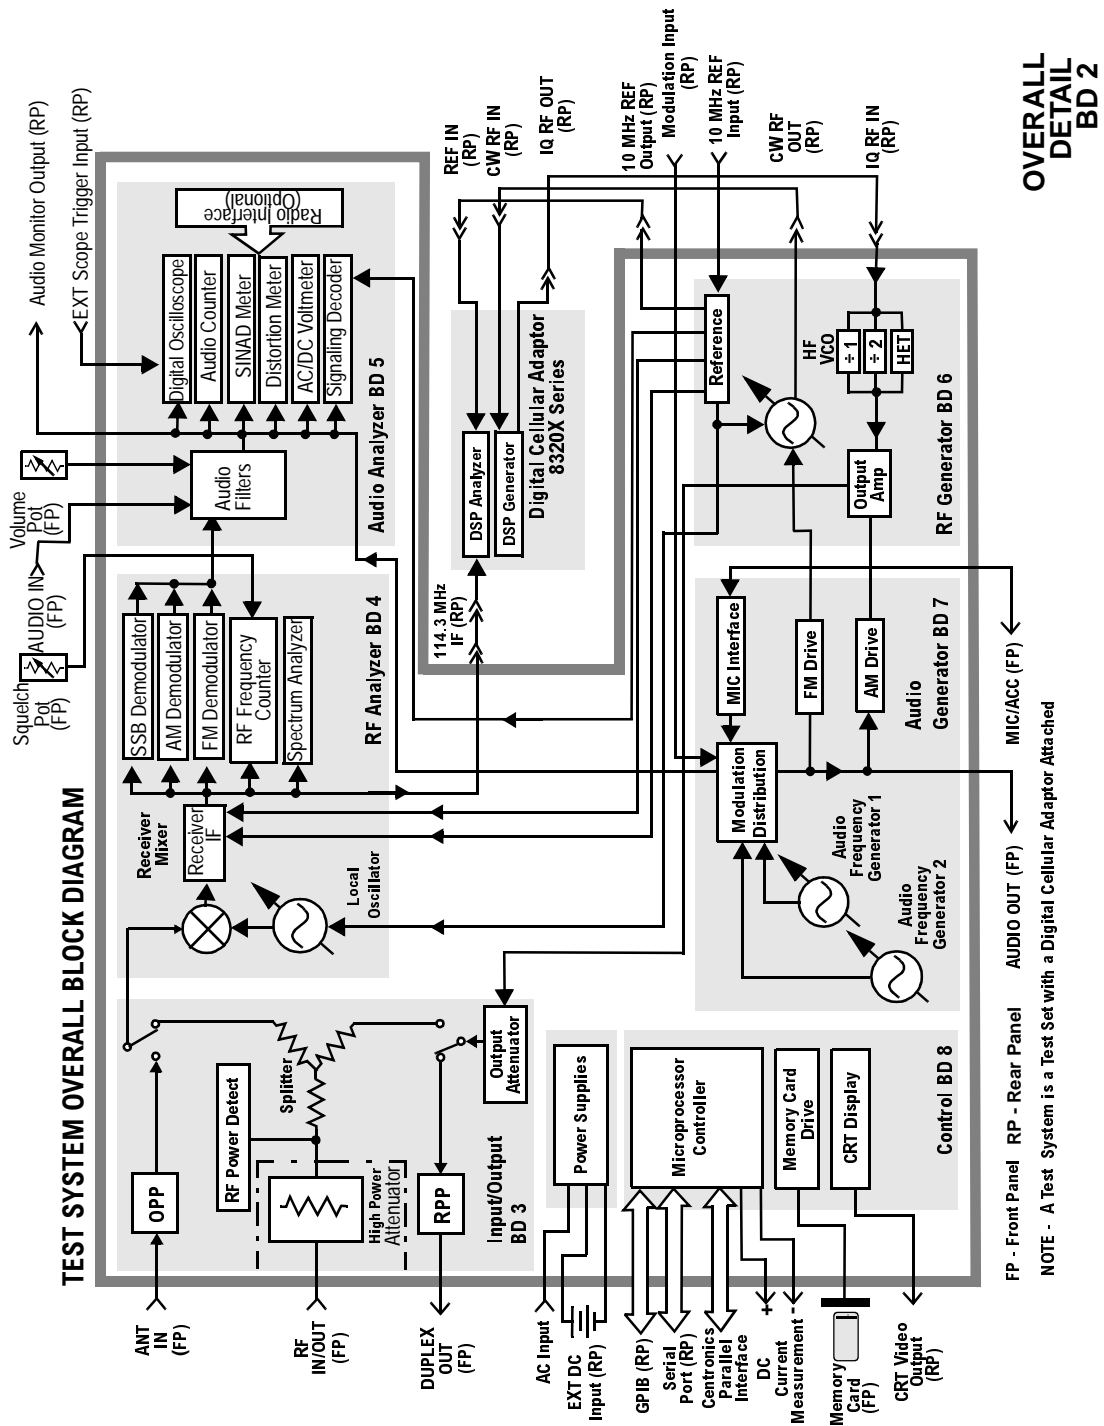 TEST SYSTEM OVERALL BLOCK DIAGRAM
OVERALL
DETAIL
BD 2
ANT
IN
(FP)
RF
IN/OUT
(FP)
DUPLEX
OUT
(FP)
AC Input
EXT DC
Input (RP)
GPIB (RP)
Serial
Port (RP)
Centronics
Parallel
Interface
DC
Current
Measurement
+
-
Memory
Card
(FP)
CRT Video
Output
(RP)
OPP
RF Power Detect
Splitter
High Power
Attenuator
RPP
Output
Attenuator
Input/Output
BD 3
Power Supplies
Microprocessor
Controller
Memory Card
Drive
CRT Display
Control BD 8
Squelch
Pot
(FP)
AUDIO IN
(FP)
Volume
Pot
(FP)
Audio Monitor Output (RP)
EXT Scope Trigger Input (RP)
Receiver
Mixer
Receiver
IF
Local
Oscillator
SSB Demodulator
AM Demodulator
FM Demodulator
RF Frequency
Counter
Spectrum Analyzer
RF Analyzer BD 4
Audio
Filters
Digital Oscilloscope
Audio Counter
SINAD Meter
Distortion Meter
AC/DC Voltmeter
Signaling Decoder
Radio Interface
(Optional)
Audio Analyzer BD 5
114.3 MHz
IF (RP)
DSP Analyzer
DSP Generator
Digital Cellular Adaptor
8320X Series
REF IN
(RP)
CW RF IN
(RP)
IQ RF OUT
(RP)
10 MHz REF
Output (RP)
Modulation Input
(RP)
10 MHz REF
Input (RP)
CW RF
OUT
(RP)
IQ RF IN
(RP)
Reference
HF
VCO
÷ 1
÷ 2
HET
Output
Amp
RF Generator BD 6
MIC Interface
FM Drive
AM Drive
Modulation
Distribution
Audio
Frequency
Generator 1
Audio
Frequency
Generator 2
Audio
Generator BD 7
FP - Front Panel RP - Rear Panel
AUDIO OUT (FP)
MIC/ACC (FP)
NOTE - A Test System is a Test Set with a Digital Cellular Adaptor Attached